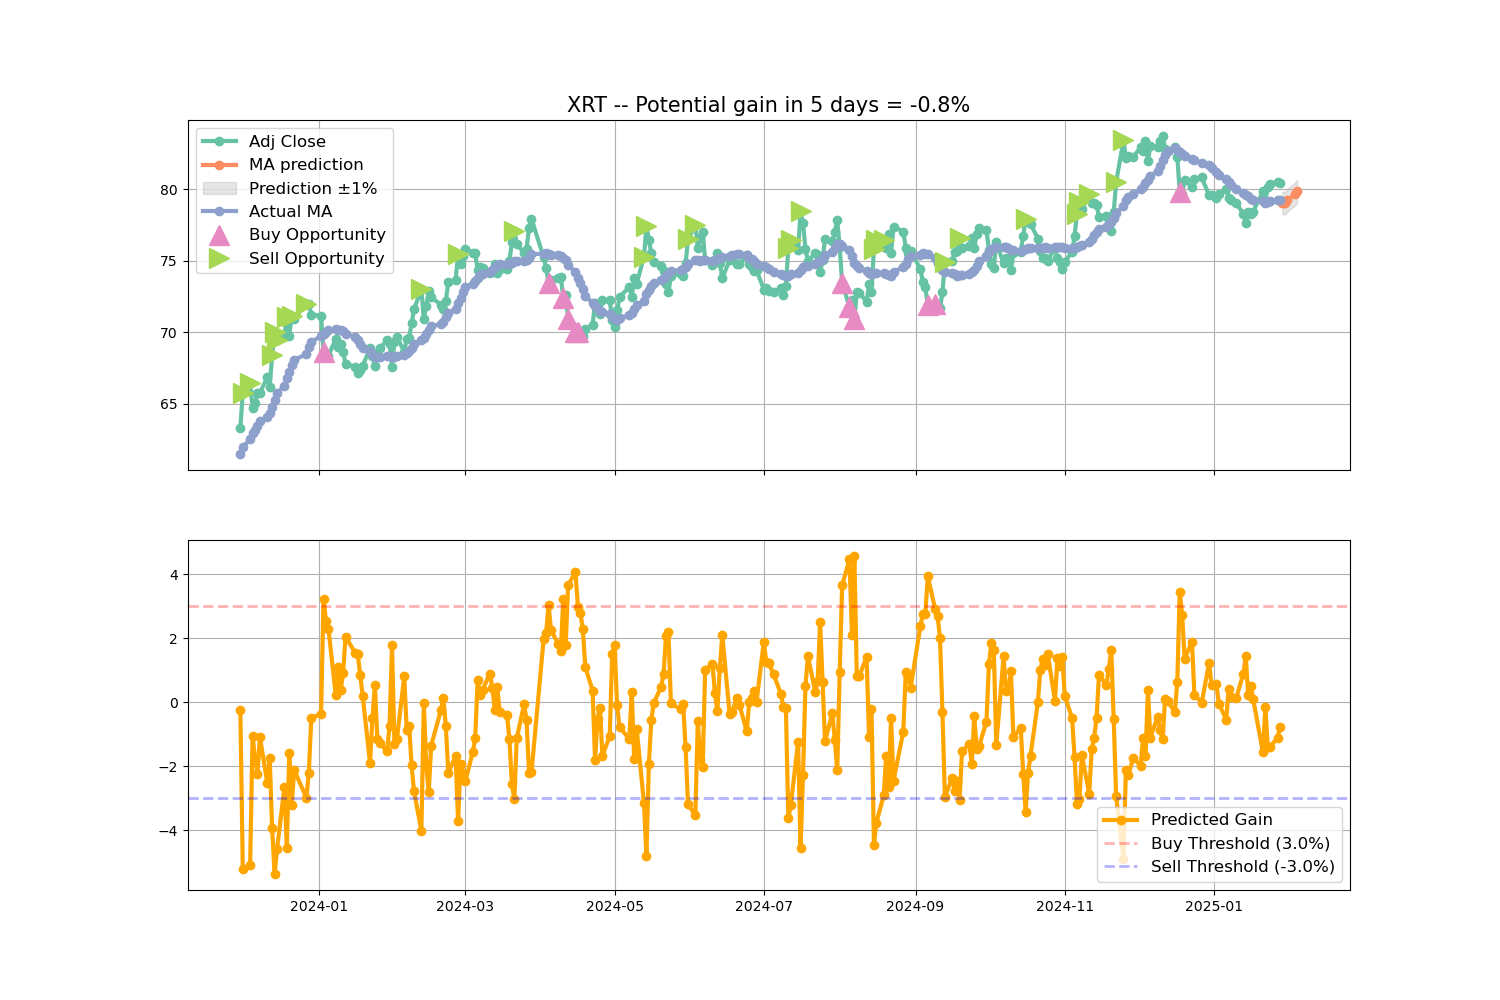 XRT -- Potential gain in 5 days = -0.8%
Adj Close
MA prediction
Prediction ±1%
Actual MA
Buy Opportunity
Sell Opportunity
80
75
70
65
4
2
0
−2
−4
Predicted Gain
Buy Threshold (3.0%)
Sell Threshold (-3.0%)
2024-01 2024-03 2024-05 2024-07 2024-09 2024-11 2025-01